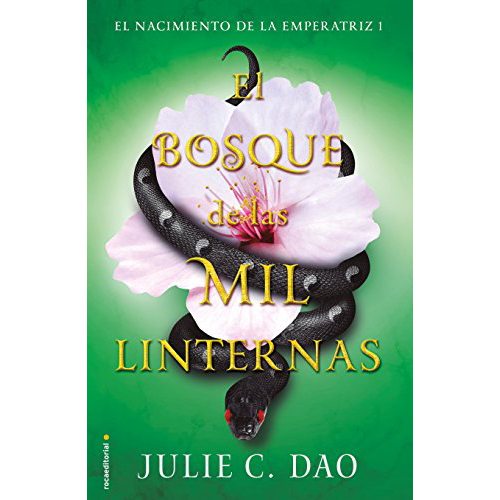 EL NACIMIENTO DE LA EMPERATRIZ 1
El
BOSQUE
de las
MIL
LINTERNAS
rocaeditorial
JULIE C. DAO